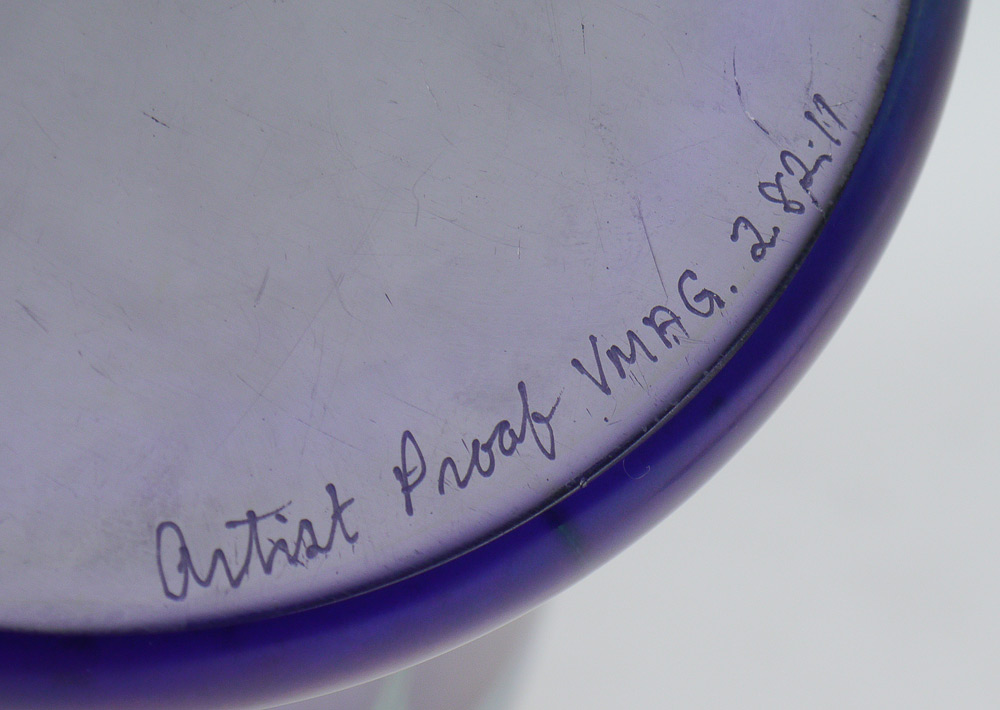 Artist Proof VMAG. 2 82:11